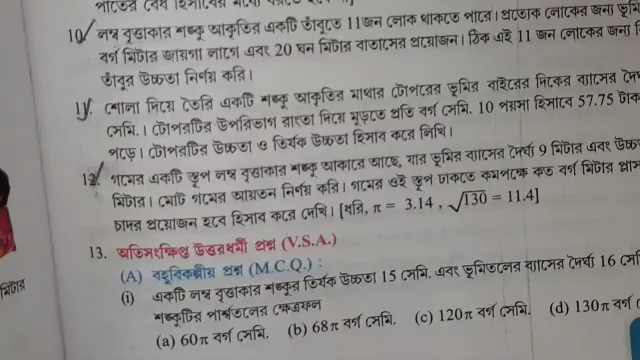 পাতের বেধ হিসাবের মধ্যে
10. লম্ব বৃত্তাকার শঙ্কু আকৃতির একটি তাঁবুতে 11 জন লোক থাকতে পারে। প্রত্যেক লোকের জন্য ভূমি
বর্গ মিটার জায়গা লাগে এবং 20 ঘন মিটার বাতাসের প্রয়োজন। ঠিক এই 11 জন লোকের জন্য
তাঁবুর উচ্চতা নির্ণয় করি।
11. শোলা দিয়ে তৈরি একটি শঙ্কু আকৃতির মাথার টোপরের ভূমির বাইরের দিকের ব্যাসের দৈর্ঘ্য
সেমি.। টোপরটির উপরিভাগ রাংতা দিয়ে মুড়তে প্রতি বর্গ সেমি. 10 পয়সা হিসাবে 57.75 টাকা
পড়ে। টোপরটির উচ্চতা ও তির্যক উচ্চতা হিসাব করে লিখি।
12. গমের একটি স্তূপ লম্ব বৃত্তাকার শঙ্কু আকারে আছে, যার ভূমির ব্যাসের দৈর্ঘ্য 9 মিটার এবং উচ্চতা
মিটার। মোট গমের আয়তন নির্ণয় করি। গমের ওই স্তূপ ঢাকতে কমপক্ষে কত বর্গ মিটার প্লাস
চাদর প্রয়োজন হবে হিসাব করে দেখি। [ধরি, π = 3.14 , √130 = 11.4]
13. অতিসংক্ষিপ্ত উত্তরধর্মী প্রশ্ন (V.S.A.)
(A) বহুবিকল্পীয় প্রশ্ন (M.C.Q.) :
(i) একটি লম্ব বৃত্তাকার শঙ্কুর তির্যক উচ্চতা 15 সেমি. এবং ভূমিতলের ব্যাসের দৈর্ঘ্য 16 সেমি
শঙ্কুটির পার্শ্বতলের ক্ষেত্রফল
(a) 60π বর্গ সেমি. (b) 68π বর্গ সেমি. (c) 120π বর্গ সেমি. (d) 130π বর্গ
মিটার